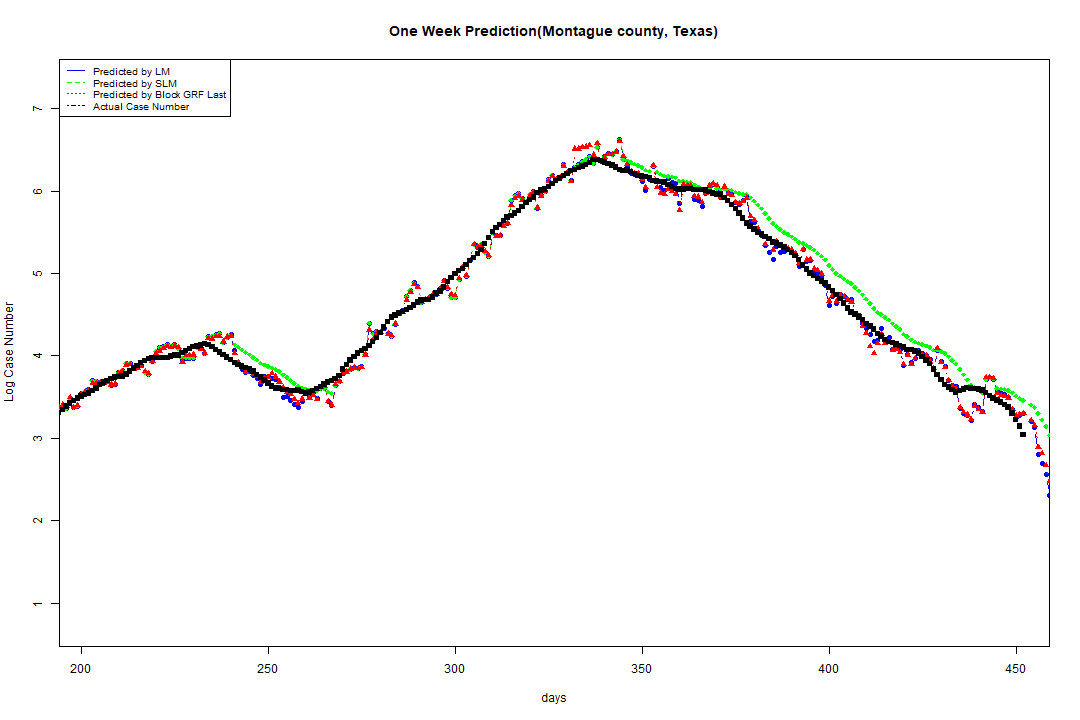 One Week Prediction(Montague county, Texas)
Predicted by LM
Predicted by SLM
Predicted by Block GRF Last
Actual Case Number
7
6
5
4
3
2
1
Log Case Number
200 250 300 350 400 450
days